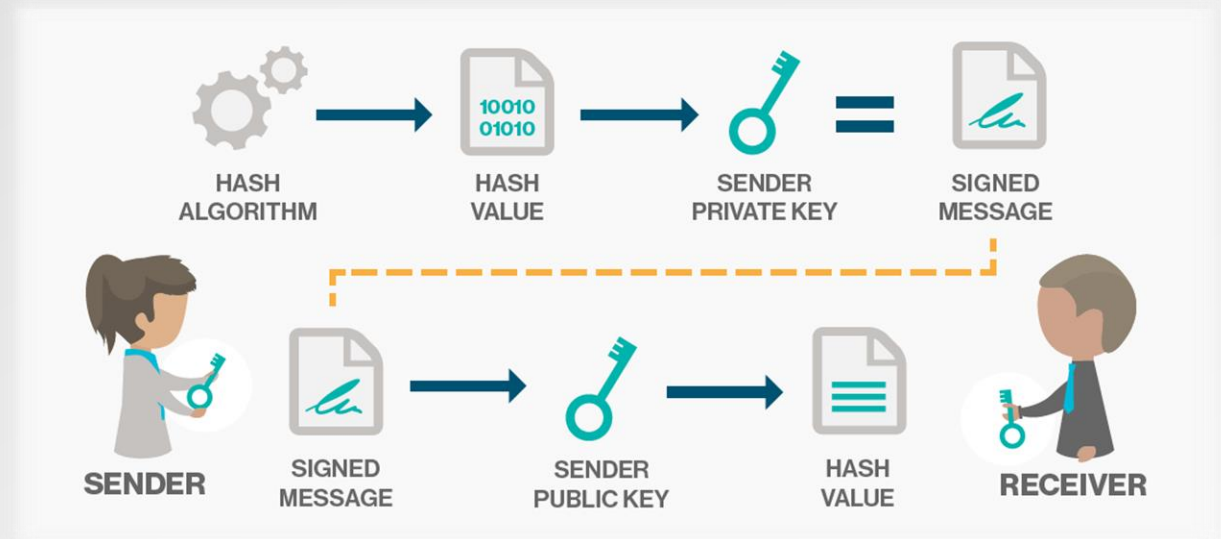 10010
01010
HASH
ALGORITHM
HASH
VALUE
SENDER
PRIVATE KEY
SIGNED
MESSAGE
SENDER
SIGNED
MESSAGE
SENDER
PUBLIC KEY
HASH
VALUE
RECEIVER